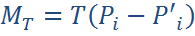 M_T = T(P_i − P'_i)